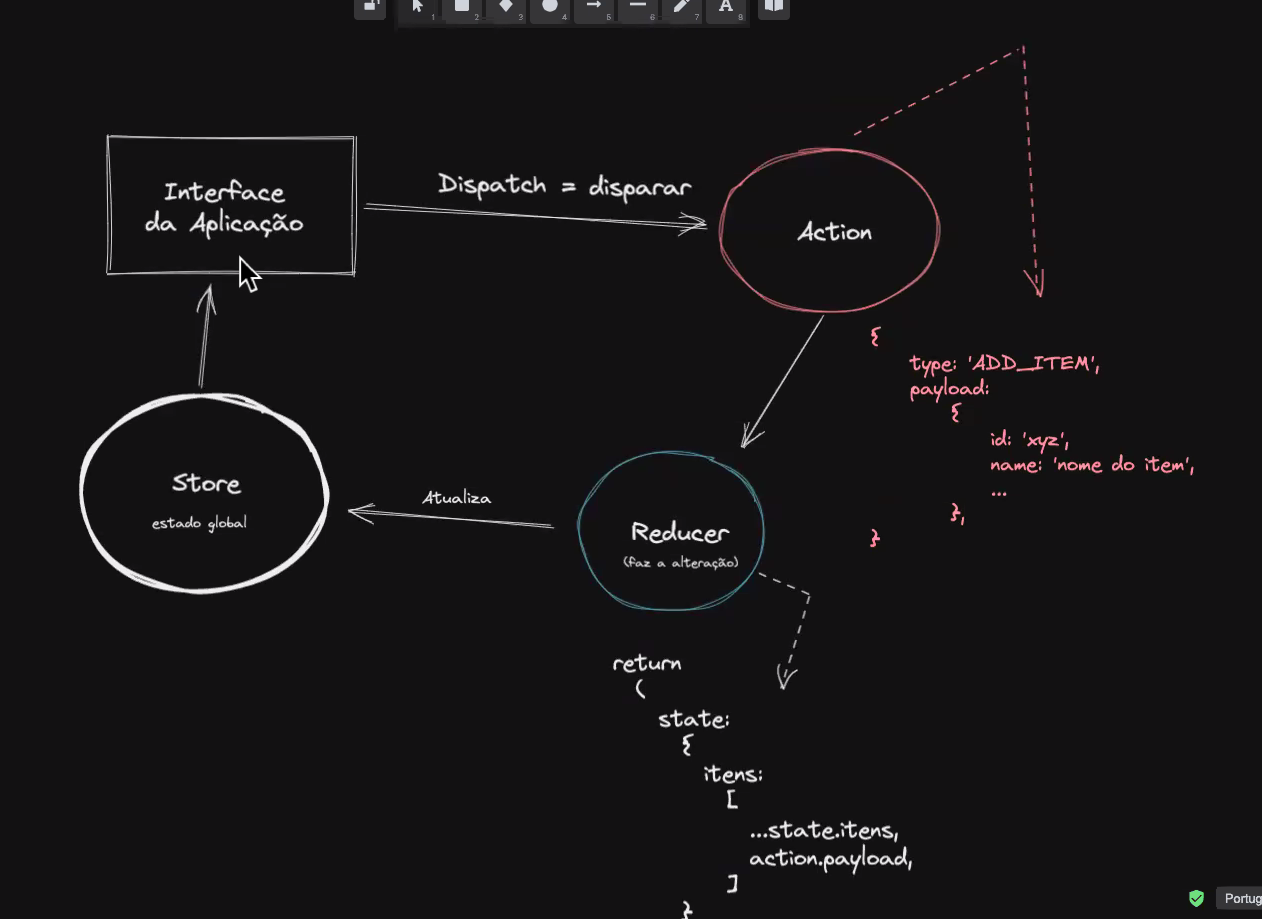 1
2
3
4
5
6
7
A
8
Interface
da Aplicação
Dispatch = disparar
Action
{
type: 'ADD_ITEM',
payload:
{
id: 'xyz',
name: 'nome do item',
...
},
}
Store
estado global
Atualiza
Reducer
(faz a alteração)
return
(
state:
{
itens:
[
...state.itens,
action.payload,
]
}
Portug